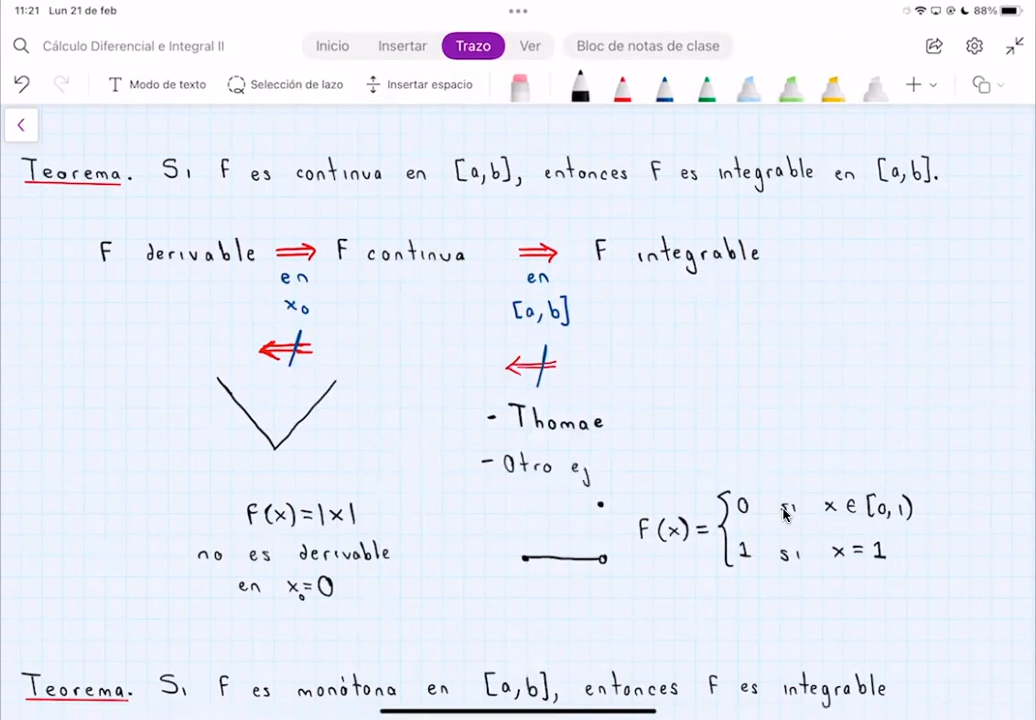 11:21 Lun 21 de feb 88%
Cálculo Diferencial e Integral II Inicio Insertar Trazo Ver Bloc de notas de clase
Modo de texto Selección de lazo Insertar espacio
Teorema. Si f es continua en [a,b], entonces f es integrable en [a,b].
f derivable ⟹ f continua ⟹ f integrable
en en
x₀ [a,b]
- Thomae
- Otro ej
f(x)=|x|
no es derivable
en x₀=0
f(x) = { 0 si x ∈ [0,1)
1 si x = 1
Teorema. Si f es monótona en [a,b], entonces f es integrable